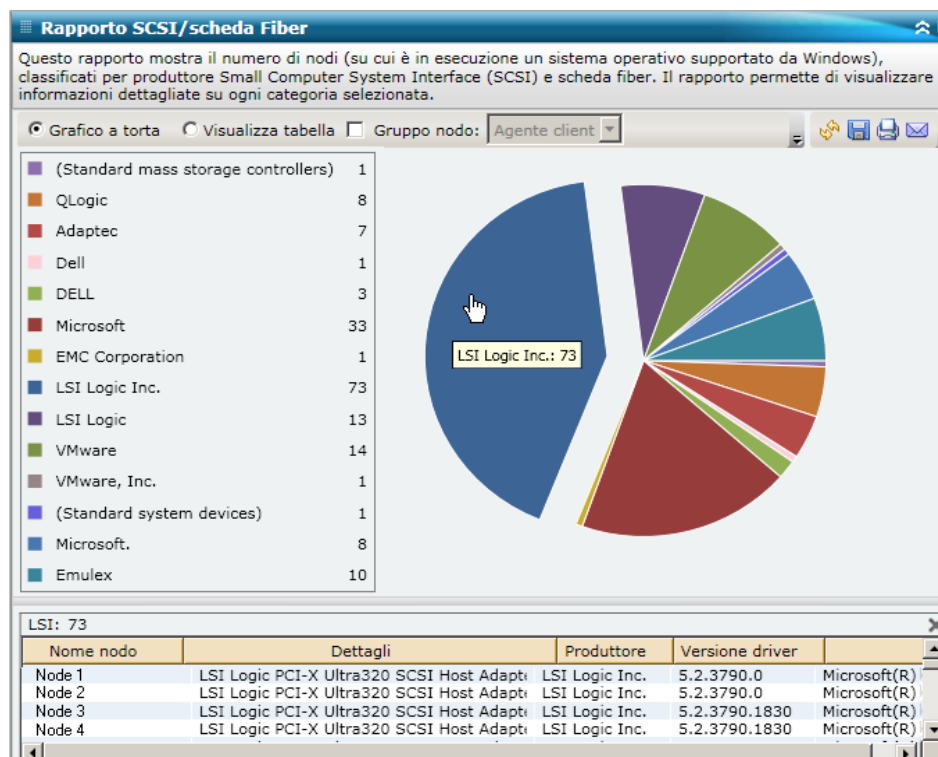 Rapporto SCSI/scheda Fiber
Questo rapporto mostra il numero di nodi (su cui è in esecuzione un sistema operativo supportato da Windows),
classificati per produttore Small Computer System Interface (SCSI) e scheda fiber. Il rapporto permette di visualizzare
informazioni dettagliate su ogni categoria selezionata.
Grafico a torta Visualizza tabella Gruppo nodo: Agente client
(Standard mass storage controllers) 1
QLogic 8
Adaptec 7
Dell 1
DELL 3
Microsoft 33
EMC Corporation 1
LSI Logic Inc. 73
LSI Logic 13
VMware 14
VMware, Inc. 1
(Standard system devices) 1
Microsoft. 8
Emulex 10
LSI Logic Inc.: 73
LSI: 73
Nome nodo Dettagli Produttore Versione driver
Node 1 LSI Logic PCI-X Ultra320 SCSI Host Adapt LSI Logic Inc. 5.2.3790.0 Microsoft(R)
Node 2 LSI Logic PCI-X Ultra320 SCSI Host Adapt LSI Logic Inc. 5.2.3790.0 Microsoft(R)
Node 3 LSI Logic PCI-X Ultra320 SCSI Host Adapt LSI Logic Inc. 5.2.3790.1830 Microsoft(R)
Node 4 LSI Logic PCI-X Ultra320 SCSI Host Adapt LSI Logic Inc. 5.2.3790.1830 Microsoft(R)